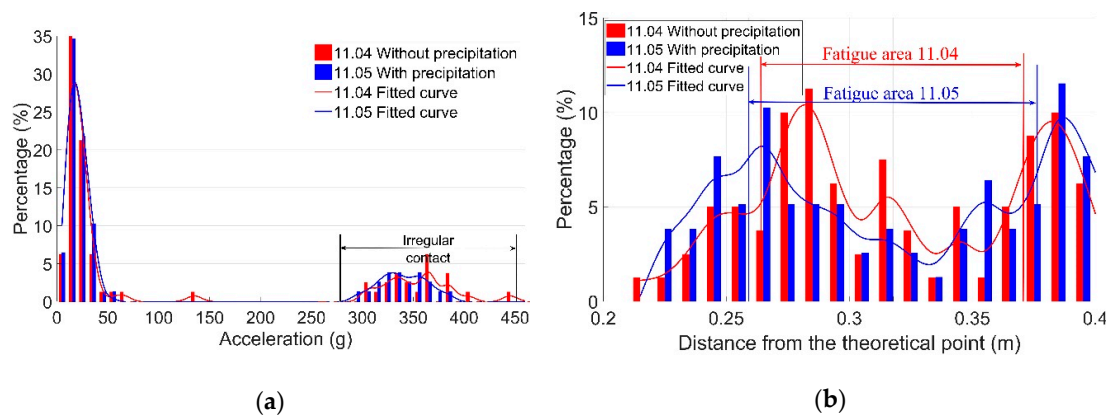 35
30
25
20
15
10
5
0
Percentage (%)
11.04 Without precipitation
11.05 With precipitation
11.04 Fitted curve
11.05 Fitted curve
Irregular
contact
0 50 100 150 200 250 300 350 400 450
Acceleration (g)
(a)
15
10
5
0
Percentage (%)
11.04 Without precipitation
11.05 With precipitation
11.04 Fitted curve
11.05 Fitted curve
Fatigue area 11.04
Fatigue area 11.05
0.2 0.25 0.3 0.35 0.4
Distance from the theoretical point (m)
(b)